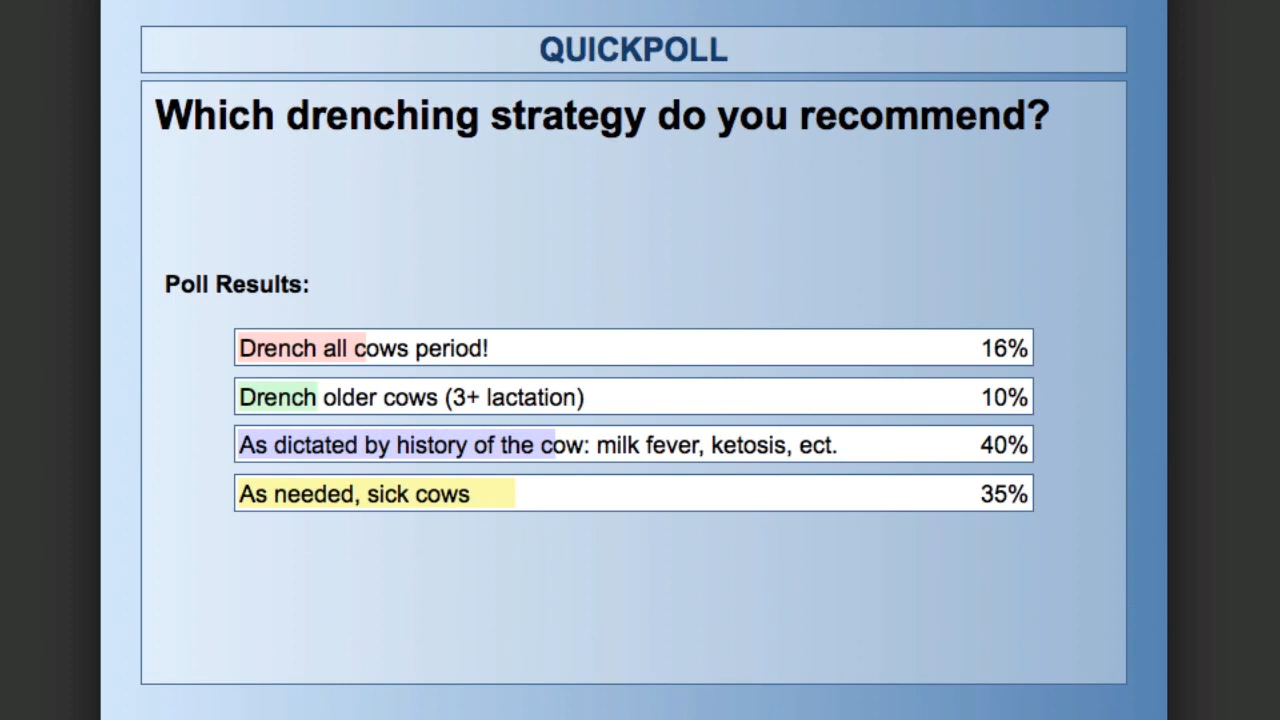 QUICKPOLL
Which drenching strategy do you recommend?
Poll Results:
Drench all cows period! 16%
Drench older cows (3+ lactation) 10%
As dictated by history of the cow: milk fever, ketosis, ect. 40%
As needed, sick cows 35%